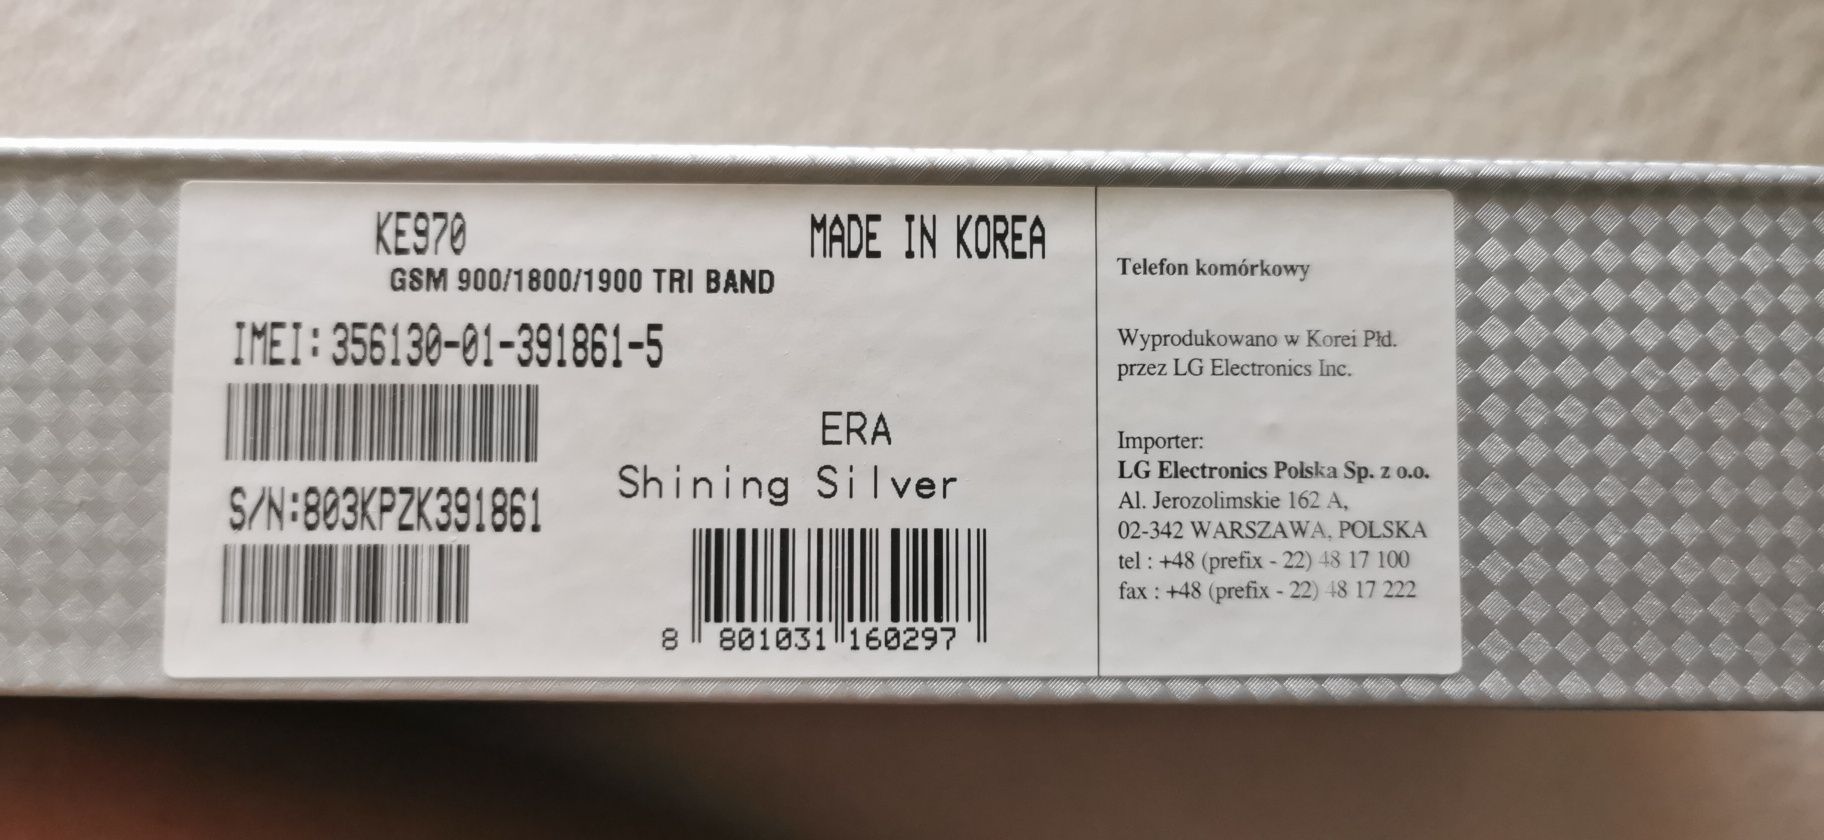 KE970
MADE IN KOREA
GSM 900/1800/1900 TRI BAND
IMEI:356130-01-391861-5
S/N:803KPZK391861
ERA
Shining Silver
8 801031 160297
Telefon komórkowy
Wyprodukowano w Korei Płd.
przez LG Electronics Inc.
Importer:
LG Electronics Polska Sp. z o.o.
Al. Jerozolimskie 162 A,
02-342 WARSZAWA, POLSKA
tel : +48 (prefix - 22) 48 17 100
fax : +48 (prefix - 22) 48 17 222